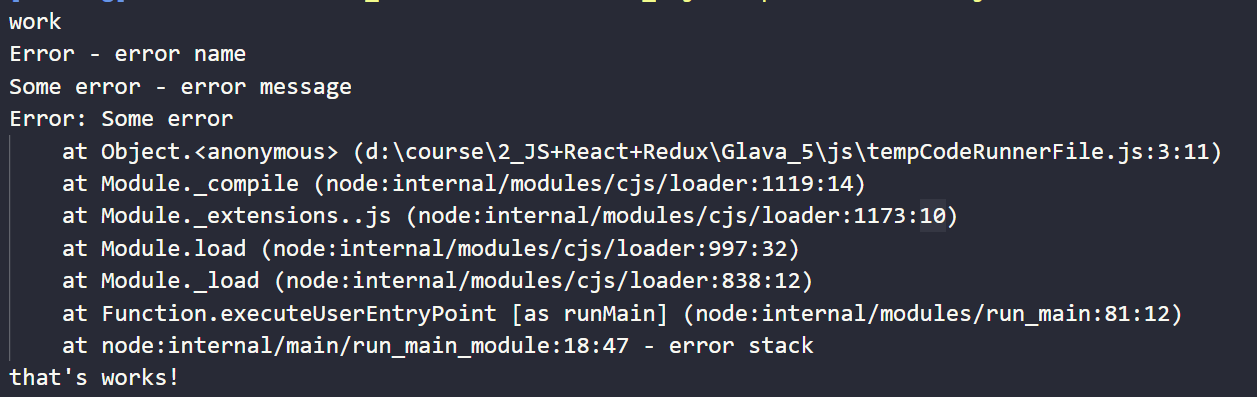 work
Error - error name
Some error - error message
Error: Some error
at Object.<anonymous> (d:\course\2_JS+React+Redux\Glava_5\js\tempCodeRunnerFile.js:3:11)
at Module._compile (node:internal/modules/cjs/loader:1119:14)
at Module._extensions..js (node:internal/modules/cjs/loader:1173:10)
at Module.load (node:internal/modules/cjs/loader:997:32)
at Module._load (node:internal/modules/cjs/loader:838:12)
at Function.executeUserEntryPoint [as runMain] (node:internal/modules/run_main:81:12)
at node:internal/main/run_main_module:18:47 - error stack
that's works!